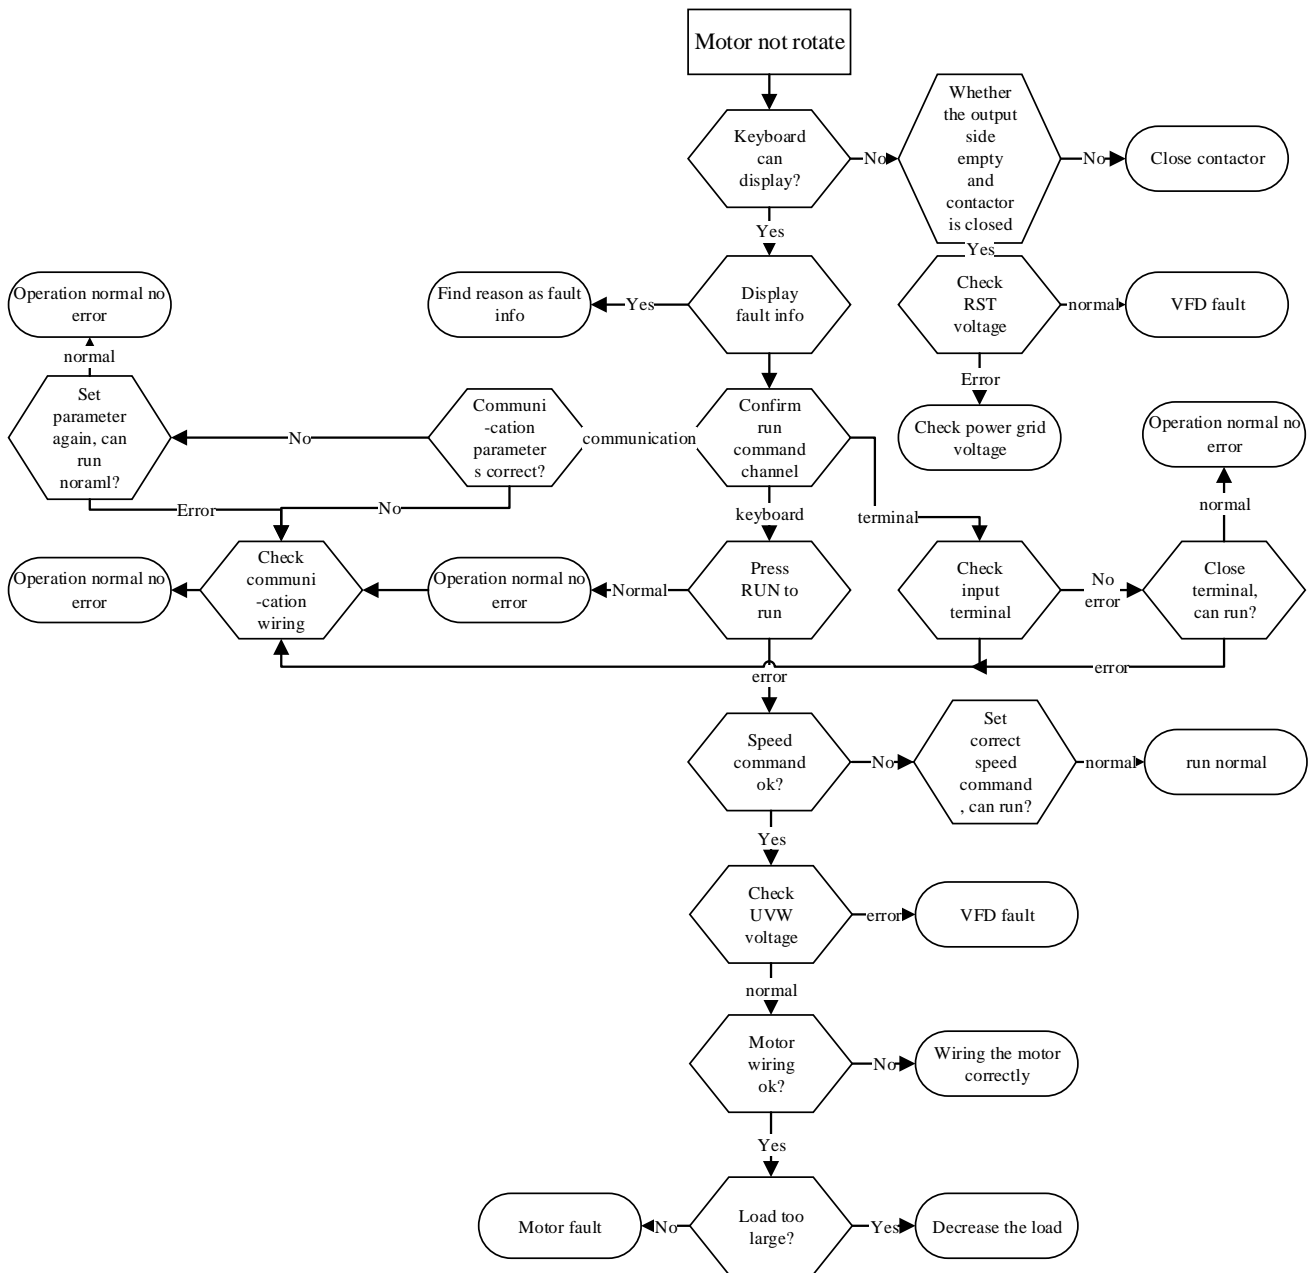 Motor not rotate
Keyboard
can
display?
No
Whether
the output
side
empty
and
contactor
is closed
No
Close contactor
Yes
Yes
Operation normal no
error
Find reason as fault
info
Yes
Display
fault info
Check
RST
voltage
normal
VFD fault
normal
Error
Set
parameter
again, can
run
noraml?
No
Communi
-cation
parameter
s correct?
communication
Confirm
run
command
channel
Check power grid
voltage
Operation normal no
error
Error
No
keyboard
terminal
normal
Operation normal no
error
Check
communi
-cation
wiring
Operation normal no
error
Normal
Press
RUN to
run
Check
input
terminal
No
error
Close
terminal,
can run?
error
error
Speed
command
ok?
No
Set
correct
speed
command
, can run?
normal
run normal
Yes
Check
UVW
voltage
error
VFD fault
normal
Motor
wiring
ok?
No
Wiring the motor
correctly
Yes
Motor fault
No
Load too
large?
Yes
Decrease the load